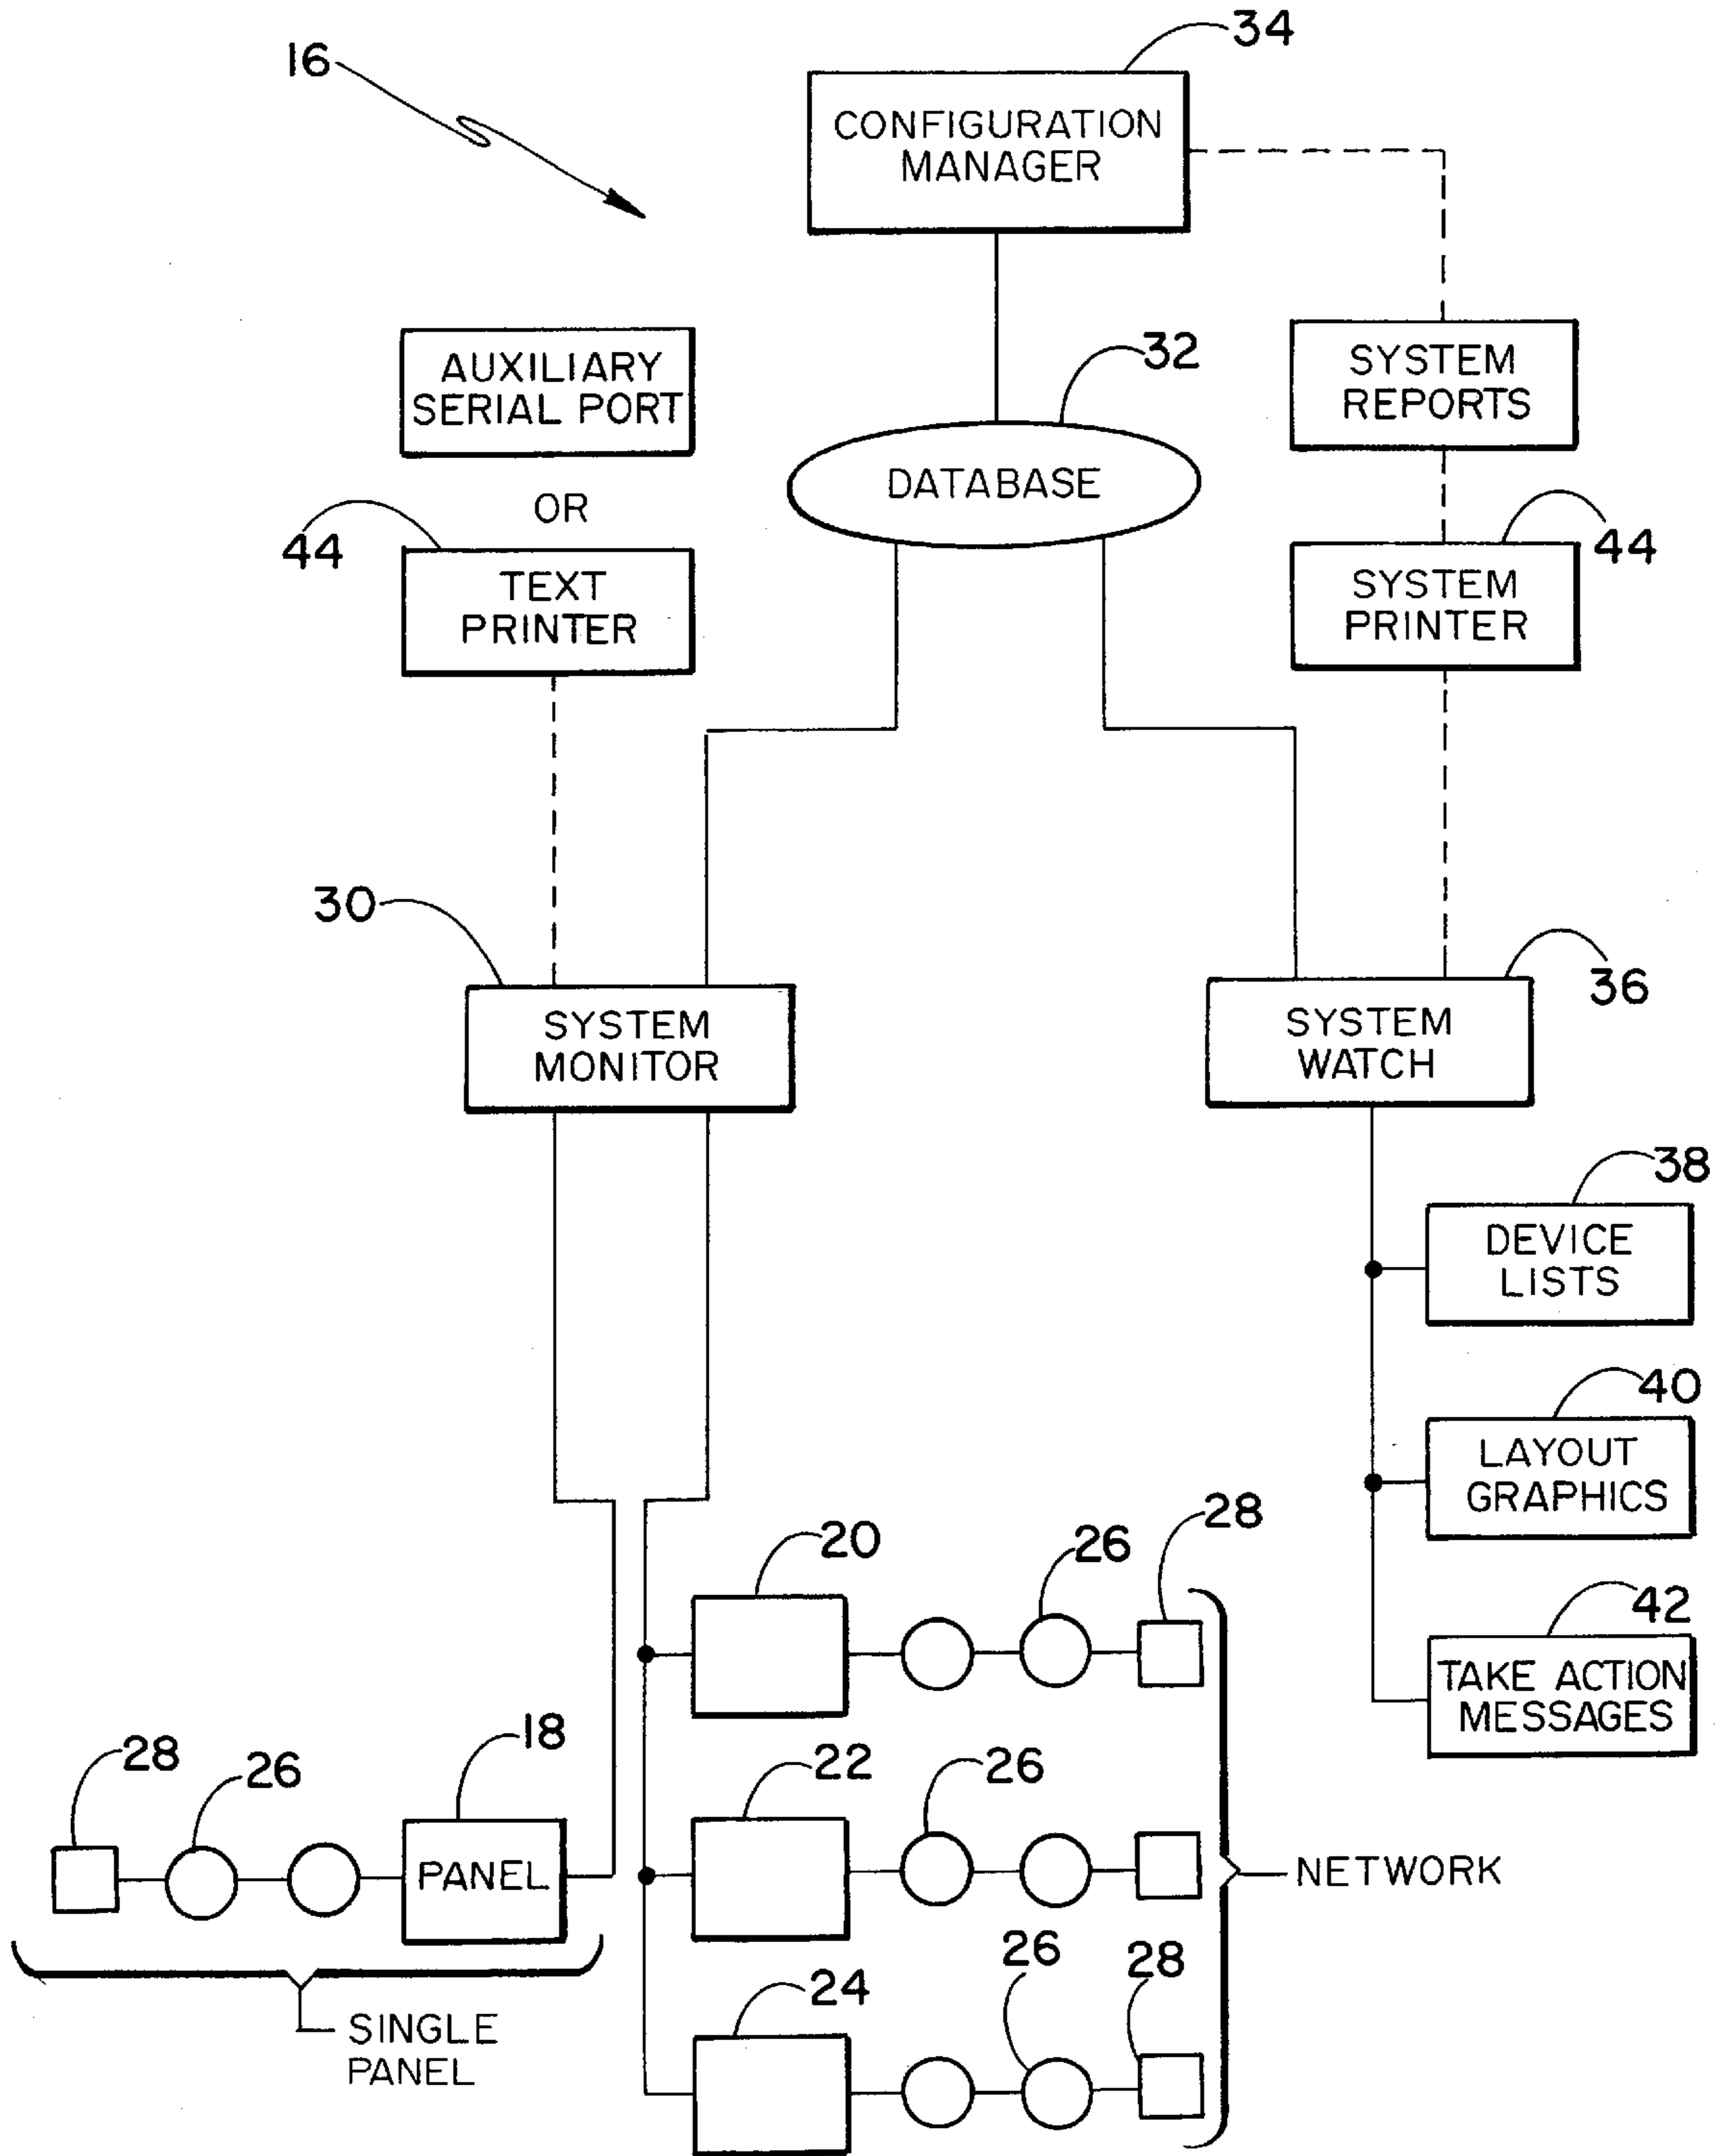 34
16
CONFIGURATION
MANAGER
32
AUXILIARY
SERIAL PORT
SYSTEM
REPORTS
DATABASE
OR
44
44
TEXT
PRINTER
SYSTEM
PRINTER
30
36
SYSTEM
MONITOR
SYSTEM
WATCH
38
DEVICE
LISTS
40
LAYOUT
GRAPHICS
20
26
28
42
TAKE ACTION
MESSAGES
28
26
18
22
26
PANEL
NETWORK
26
28
24
SINGLE
PANEL